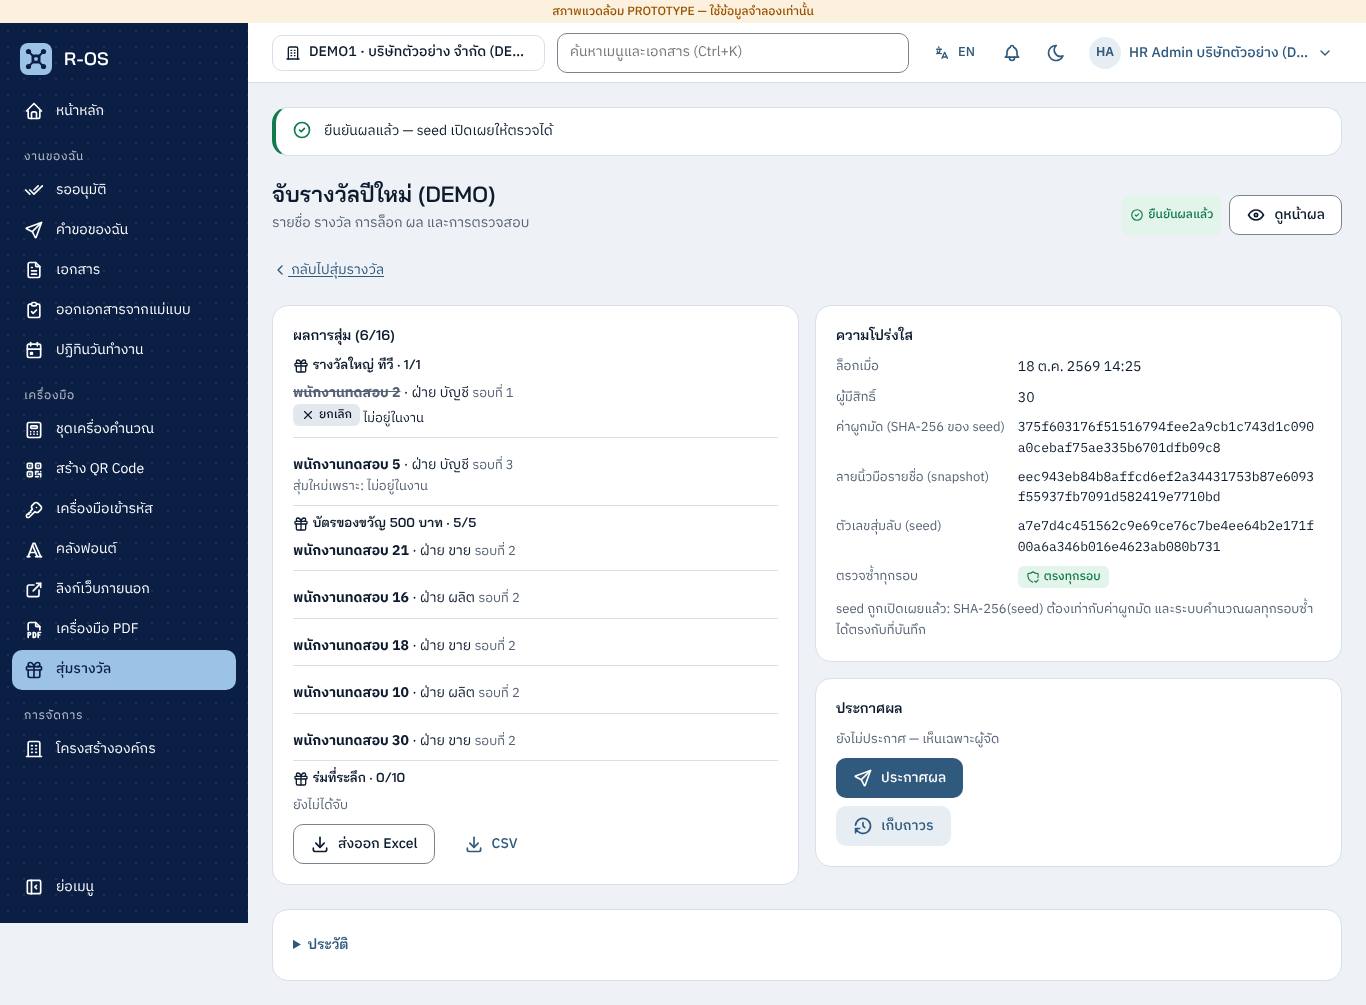 สภาพแวดล้อม PROTOTYPE — ใช้ข้อมูลจำลองเท่านั้น
R-OS
DEMO1 · บริษัทตัวอย่าง จำกัด (DE...
ค้นหาเมนูและเอกสาร (Ctrl+K)
EN
HA
HR Admin บริษัทตัวอย่าง (D...
หน้าหลัก
งานของฉัน
รออนุมัติ
คำขอของฉัน
เอกสาร
ออกเอกสารจากแม่แบบ
ปฏิทินวันทำงาน
เครื่องมือ
ชุดเครื่องคำนวณ
สร้าง QR Code
เครื่องมือเข้ารหัส
คลังฟอนต์
ลิงก์เว็บภายนอก
เครื่องมือ PDF
สุ่มรางวัล
การจัดการ
โครงสร้างองค์กร
ย่อเมนู
ยืนยันผลแล้ว — seed เปิดเผยให้ตรวจได้
จับรางวัลปีใหม่ (DEMO)
รายชื่อ รางวัล การล็อก ผล และการตรวจสอบ
ยืนยันผลแล้ว
ดูหน้าผล
กลับไปสุ่มรางวัล
ผลการสุ่ม (6/16)
รางวัลใหญ่ ทีวี · 1/1
พนักงานทดสอบ 2 · ฝ่าย บัญชี รอบที่ 1
ยกเลิก ไม่อยู่ในงาน
พนักงานทดสอบ 5 · ฝ่าย บัญชี รอบที่ 3
สุ่มใหม่เพราะ: ไม่อยู่ในงาน
บัตรของขวัญ 500 บาท · 5/5
พนักงานทดสอบ 21 · ฝ่าย ขาย รอบที่ 2
พนักงานทดสอบ 16 · ฝ่าย ผลิต รอบที่ 2
พนักงานทดสอบ 18 · ฝ่าย ขาย รอบที่ 2
พนักงานทดสอบ 10 · ฝ่าย ผลิต รอบที่ 2
พนักงานทดสอบ 30 · ฝ่าย ขาย รอบที่ 2
ร่มที่ระลึก · 0/10
ยังไม่ได้จับ
ส่งออก Excel
CSV
ความโปร่งใส
ล็อกเมื่อ 18 ต.ค. 2569 14:25
ผู้มีสิทธิ์ 30
ค่าผูกมัด (SHA-256 ของ seed) 375f603176f51516794fee2a9cb1c743d1c090
a0cebaf75ae335b6701dfb09c8
ลายนิ้วมือรายชื่อ (snapshot) eec943eb84b8affcd6ef2a34431753b87e6093
f55937fb7091d582419e7710bd
ตัวเลขสุ่มลับ (seed) a7e7d4c451562c9e69ce76c7be4ee64b2e171f
00a6a346b016e4623ab080b731
ตรวจซ้ำทุกรอบ ตรงทุกรอบ
seed ถูกเปิดเผยแล้ว: SHA-256(seed) ต้องเท่ากับค่าผูกมัด และระบบคำนวณผลทุกรอบซ้ำ
ได้ตรงกับที่บันทึก
ประกาศผล
ยังไม่ประกาศ — เห็นเฉพาะผู้จัด
ประกาศผล
เก็บถาวร
ประวัติ